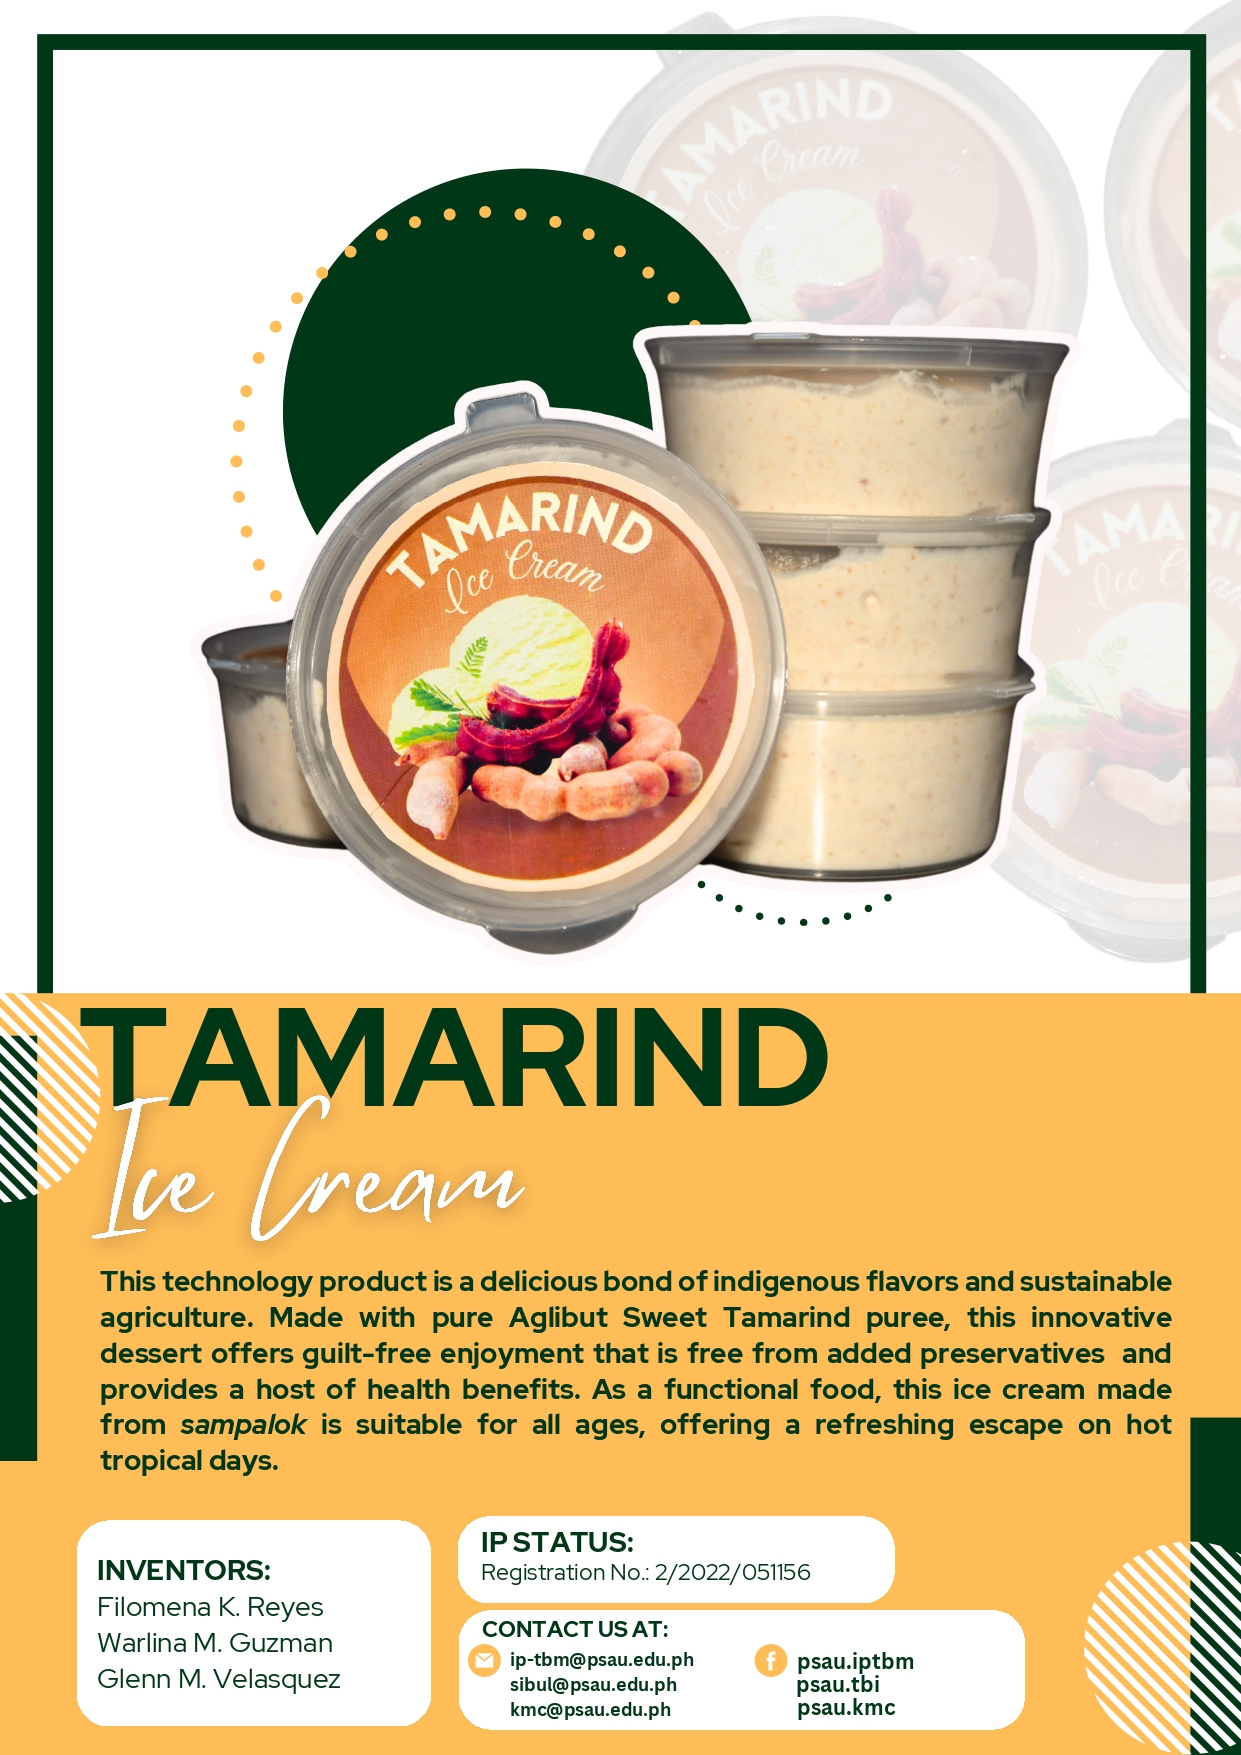 TAMARIND
Ice Cream
TAMARIND
Ice Cream
TAMARIND
Ice Cream
This technology product is a delicious bond of indigenous flavors and sustainable
agriculture. Made with pure Aglibut Sweet Tamarind puree, this innovative
dessert offers guilt-free enjoyment that is free from added preservatives and
provides a host of health benefits. As a functional food, this ice cream made
from sampalok is suitable for all ages, offering a refreshing escape on hot
tropical days.
INVENTORS:
Filomena K. Reyes
Warlina M. Guzman
Glenn M. Velasquez
IP STATUS:
Registration No.: 2/2022/051156
CONTACT US AT:
ip-tbm@psau.edu.ph
sibul@psau.edu.ph
kmc@psau.edu.ph
psau.iptbm
psau.tbi
psau.kmc